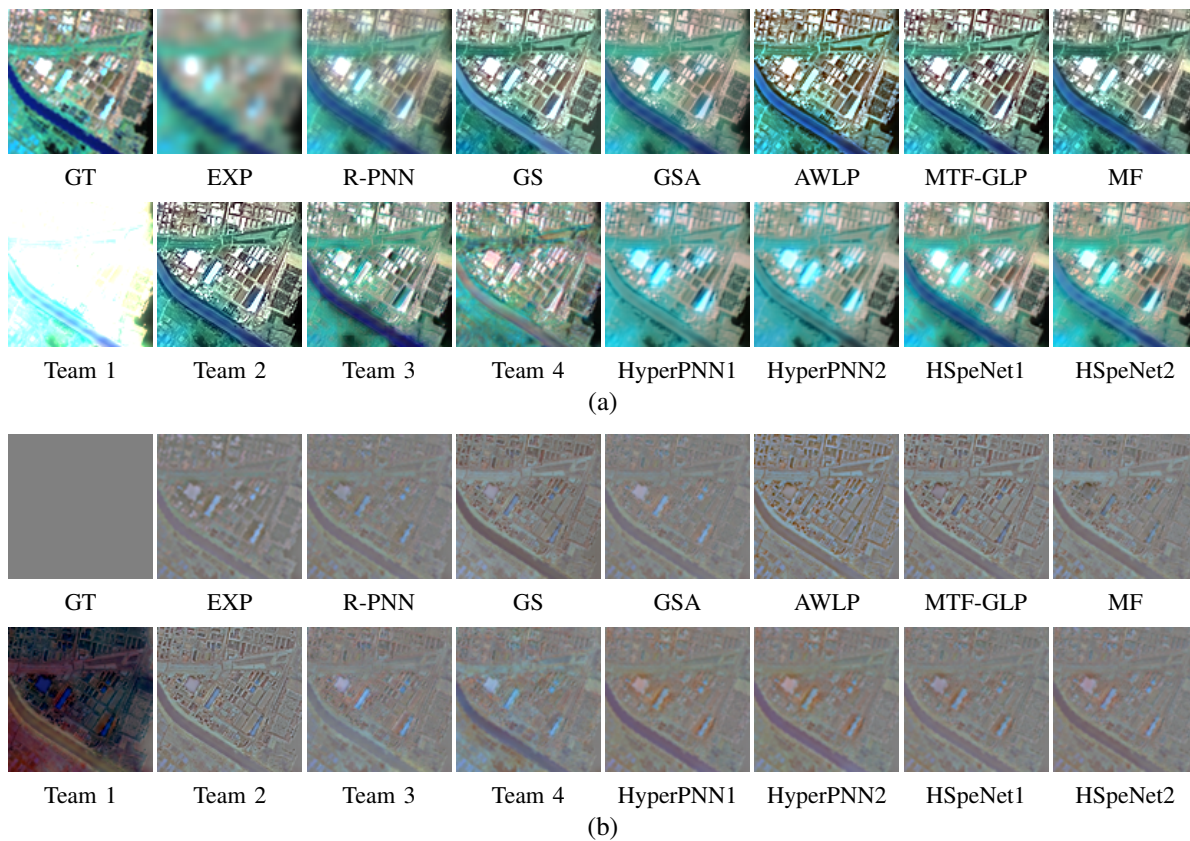 GT EXP R-PNN GS GSA AWLP MTF-GLP MF
Team 1 Team 2 Team 3 Team 4 HyperPNN1 HyperPNN2 HSpeNet1 HSpeNet2
(a)
GT EXP R-PNN GS GSA AWLP MTF-GLP MF
Team 1 Team 2 Team 3 Team 4 HyperPNN1 HyperPNN2 HSpeNet1 HSpeNet2
(b)